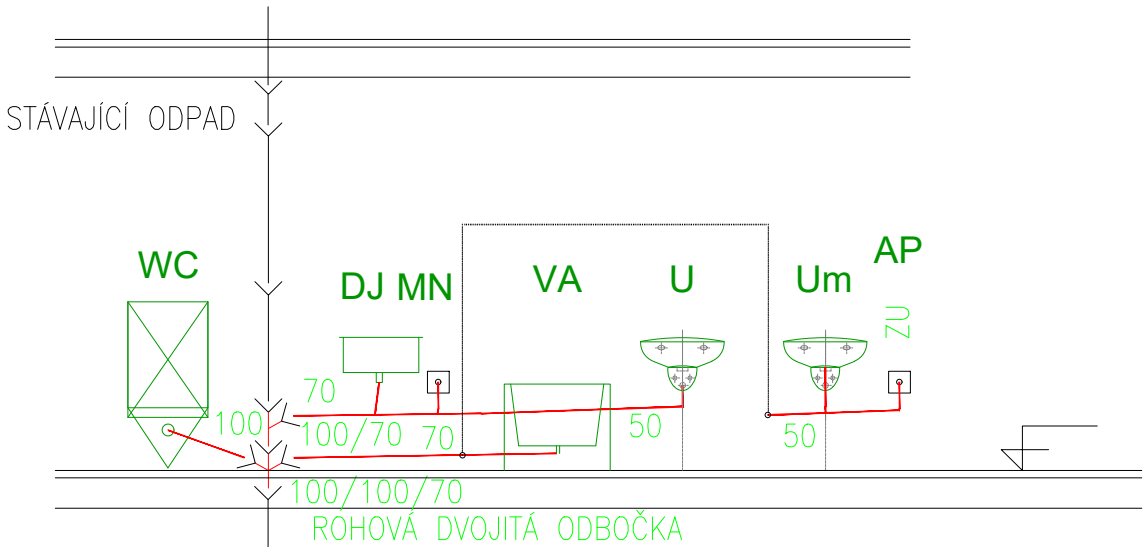 STÁVAJÍCÍ ODPAD
WC
DJ MN
VA
U
Um
AP
ZU
70
100
100/70
70
50
50
100/100/70
ROHOVÁ DVOJITÁ ODBOČKA